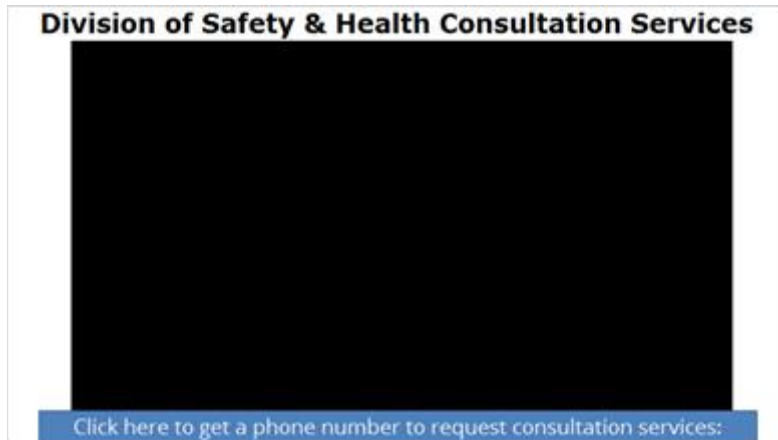 Division of Safety & Health Consultation Services
Click here to get a phone number to request consultation services: